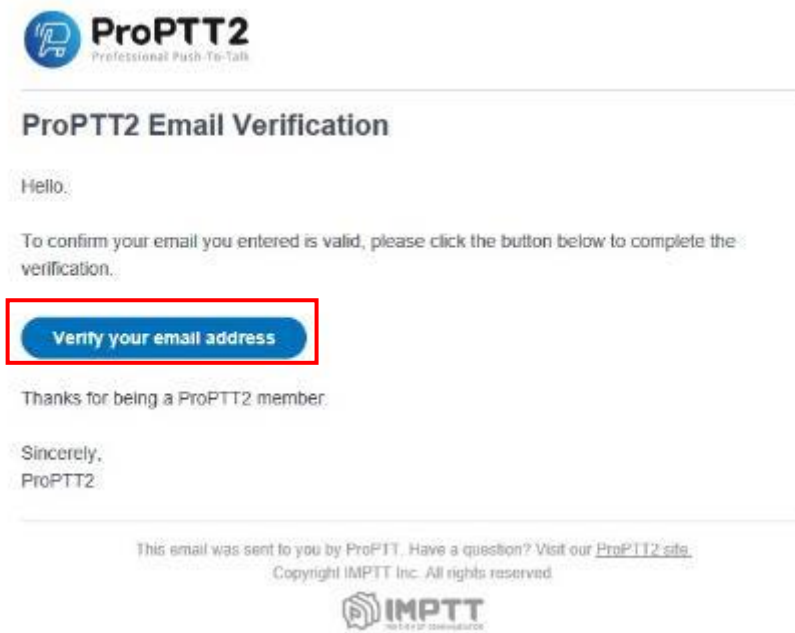 ProPTT2
Professional Push-To-Talk
ProPTT2 Email Verification
Hello.
To confirm your email you entered is valid, please click the button below to complete the
verification.
Verify your email address
Thanks for being a ProPTT2 member.
Sincerely,
ProPTT2
This email was sent to you by ProPTT. Have a question? Visit our ProPTT2 site.
Copyright IMPTT Inc. All rights reserved.
IMPTT